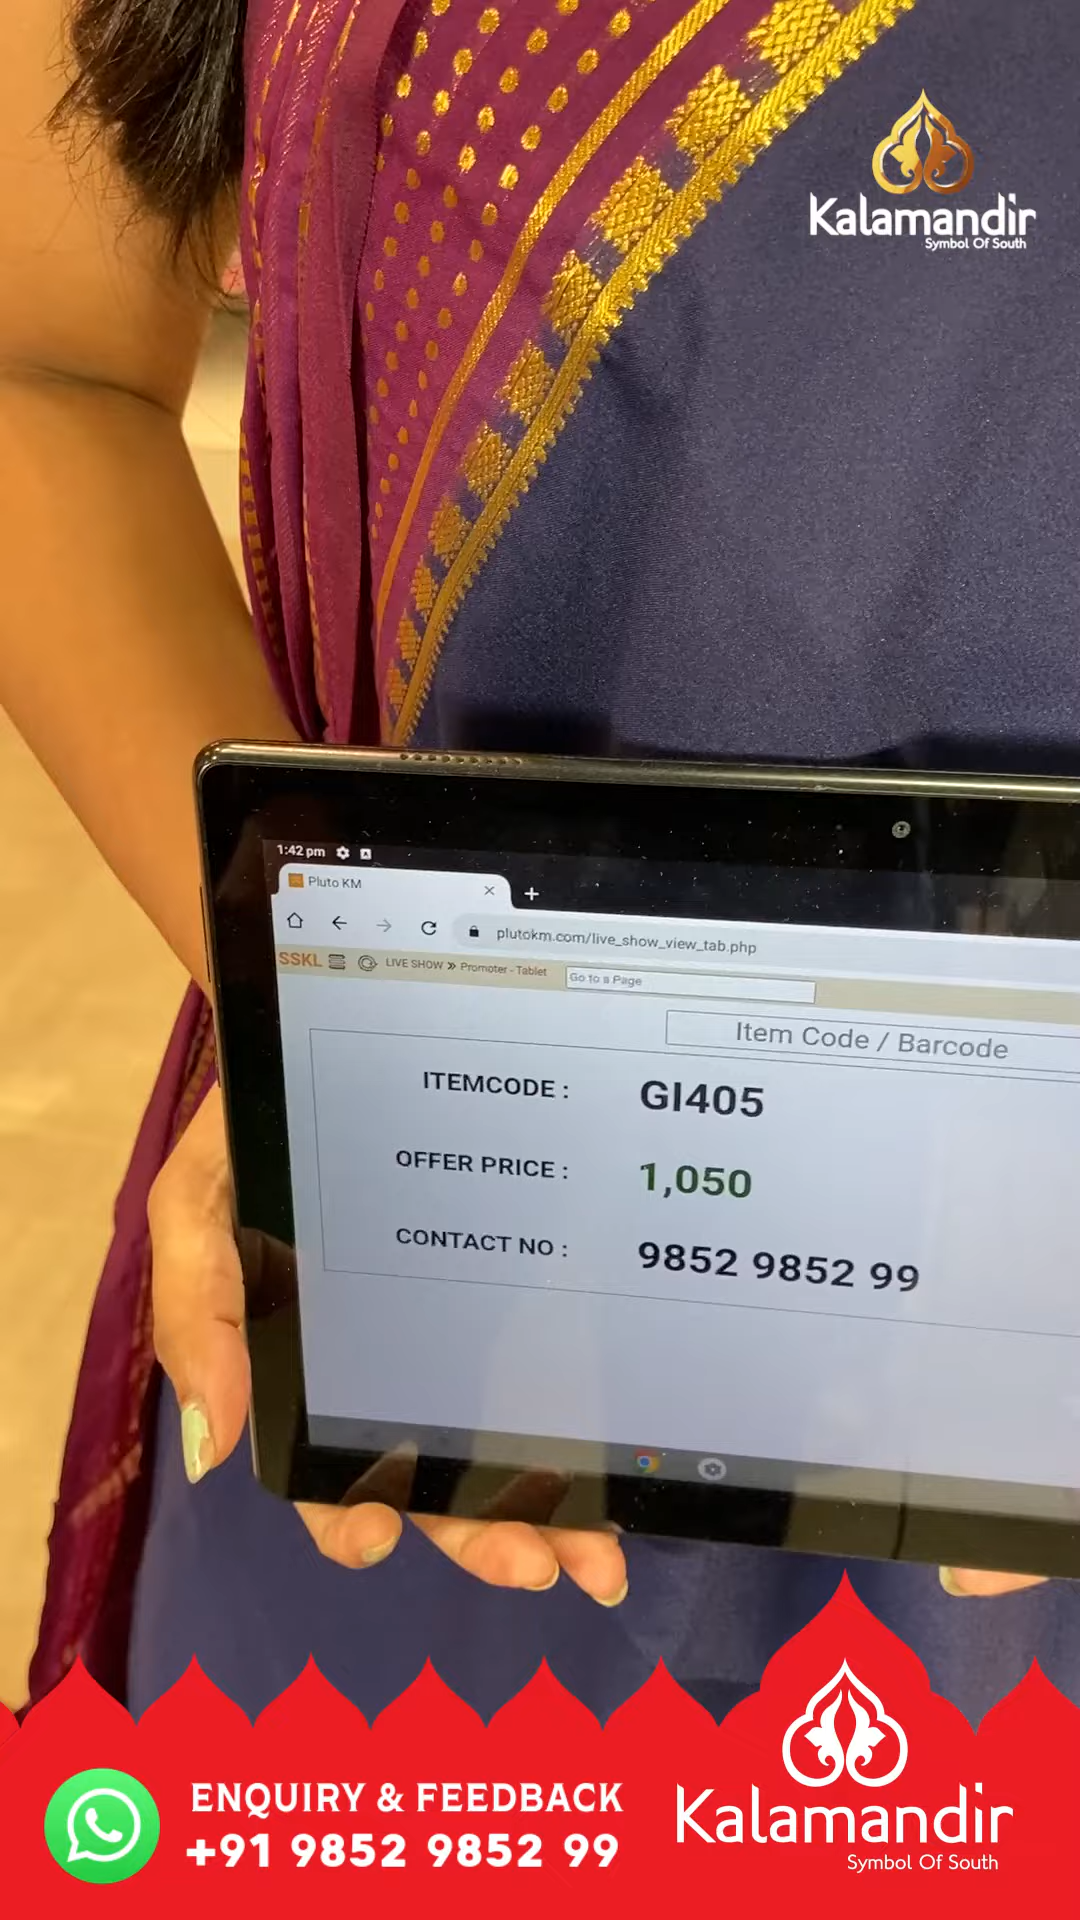 Kalamandir
Symbol Of South
1:42 pm
Pluto KM
plutokm.com/live_show_view_tab.php
SSKL
LIVE SHOW » Promoter - Tablet
Go to a Page
Item Code / Barcode
ITEMCODE : GI405
OFFER PRICE : 1,050
CONTACT NO : 9852 9852 99
ENQUIRY & FEEDBACK
+91 9852 9852 99
Kalamandir
Symbol Of South